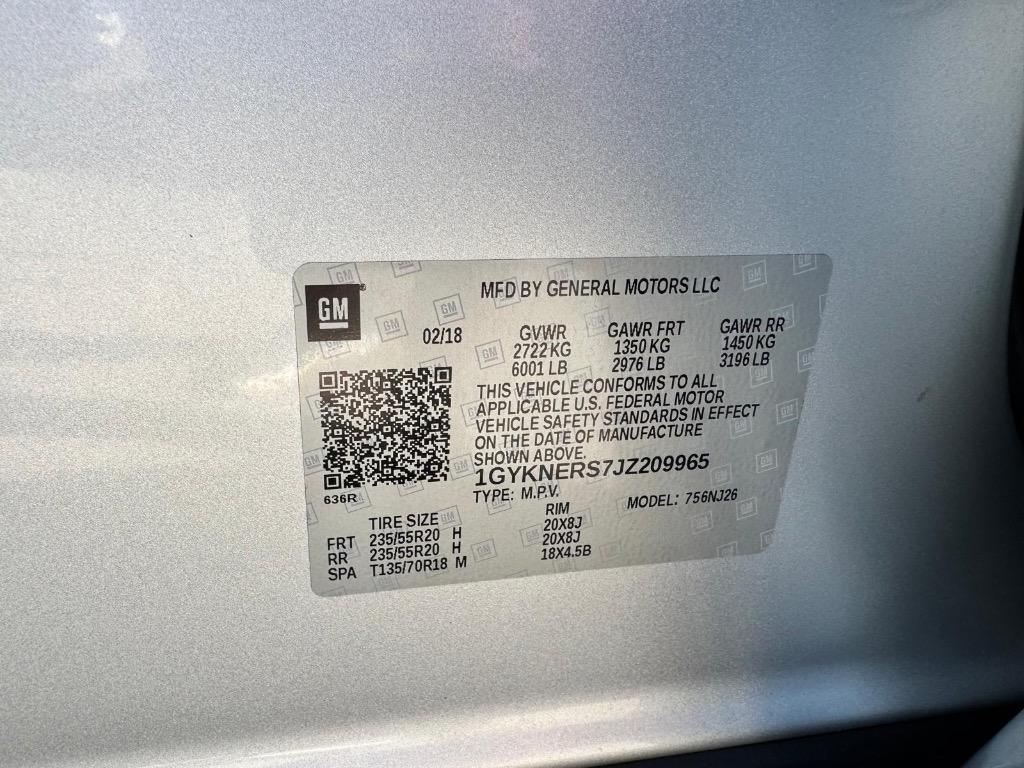 GM
MFD BY GENERAL MOTORS LLC
02/18
GVWR GAWR FRT GAWR RR
2722 KG 1350 KG 1450 KG
6001 LB 2976 LB 3196 LB
THIS VEHICLE CONFORMS TO ALL
APPLICABLE U.S. FEDERAL MOTOR
VEHICLE SAFETY STANDARDS IN EFFECT
ON THE DATE OF MANUFACTURE
SHOWN ABOVE.
1GYKNERS7JZ209965
636R
TYPE: M.P.V. MODEL: 756NJ26
TIRE SIZE RIM
FRT 235/55R20 H 20X8J
RR 235/55R20 H 20X8J
SPA T135/70R18 M 18X4.5B